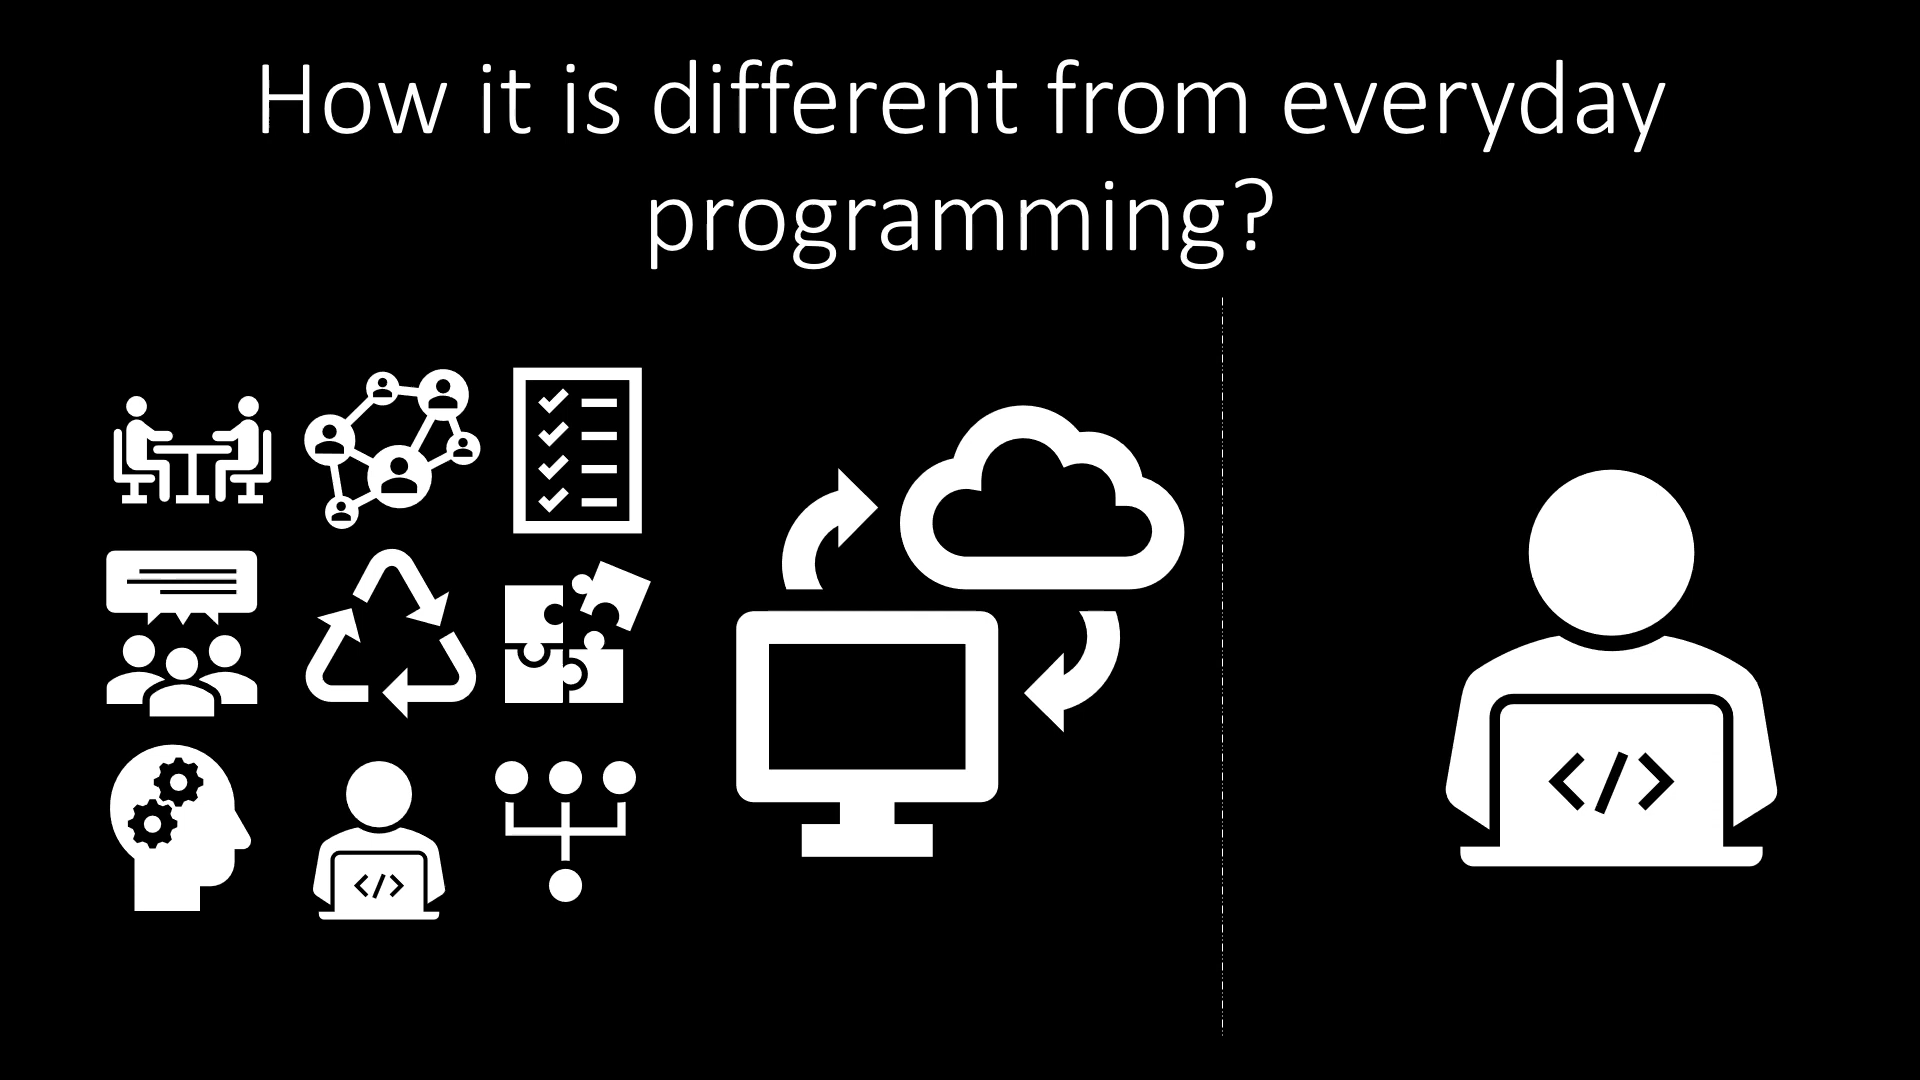 How it is different from everyday
programming?
</>
</>